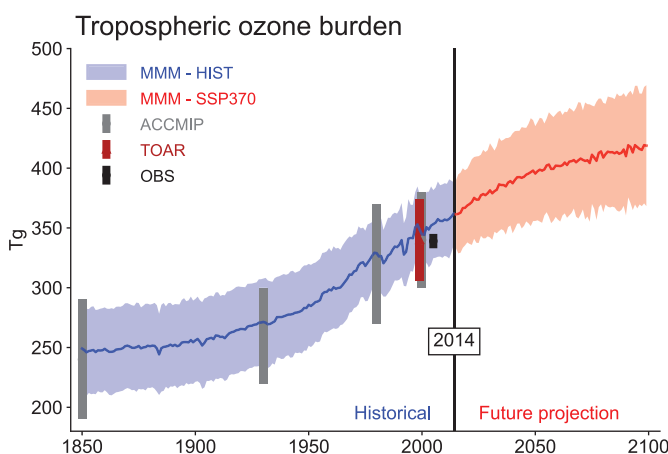 Tropospheric ozone burden
500
450
400
350
300
250
200
Tg
MMM - HIST
MMM - SSP370
ACCMIP
TOAR
OBS
2014
Historical
Future projection
1850
1900
1950
2000
2050
2100